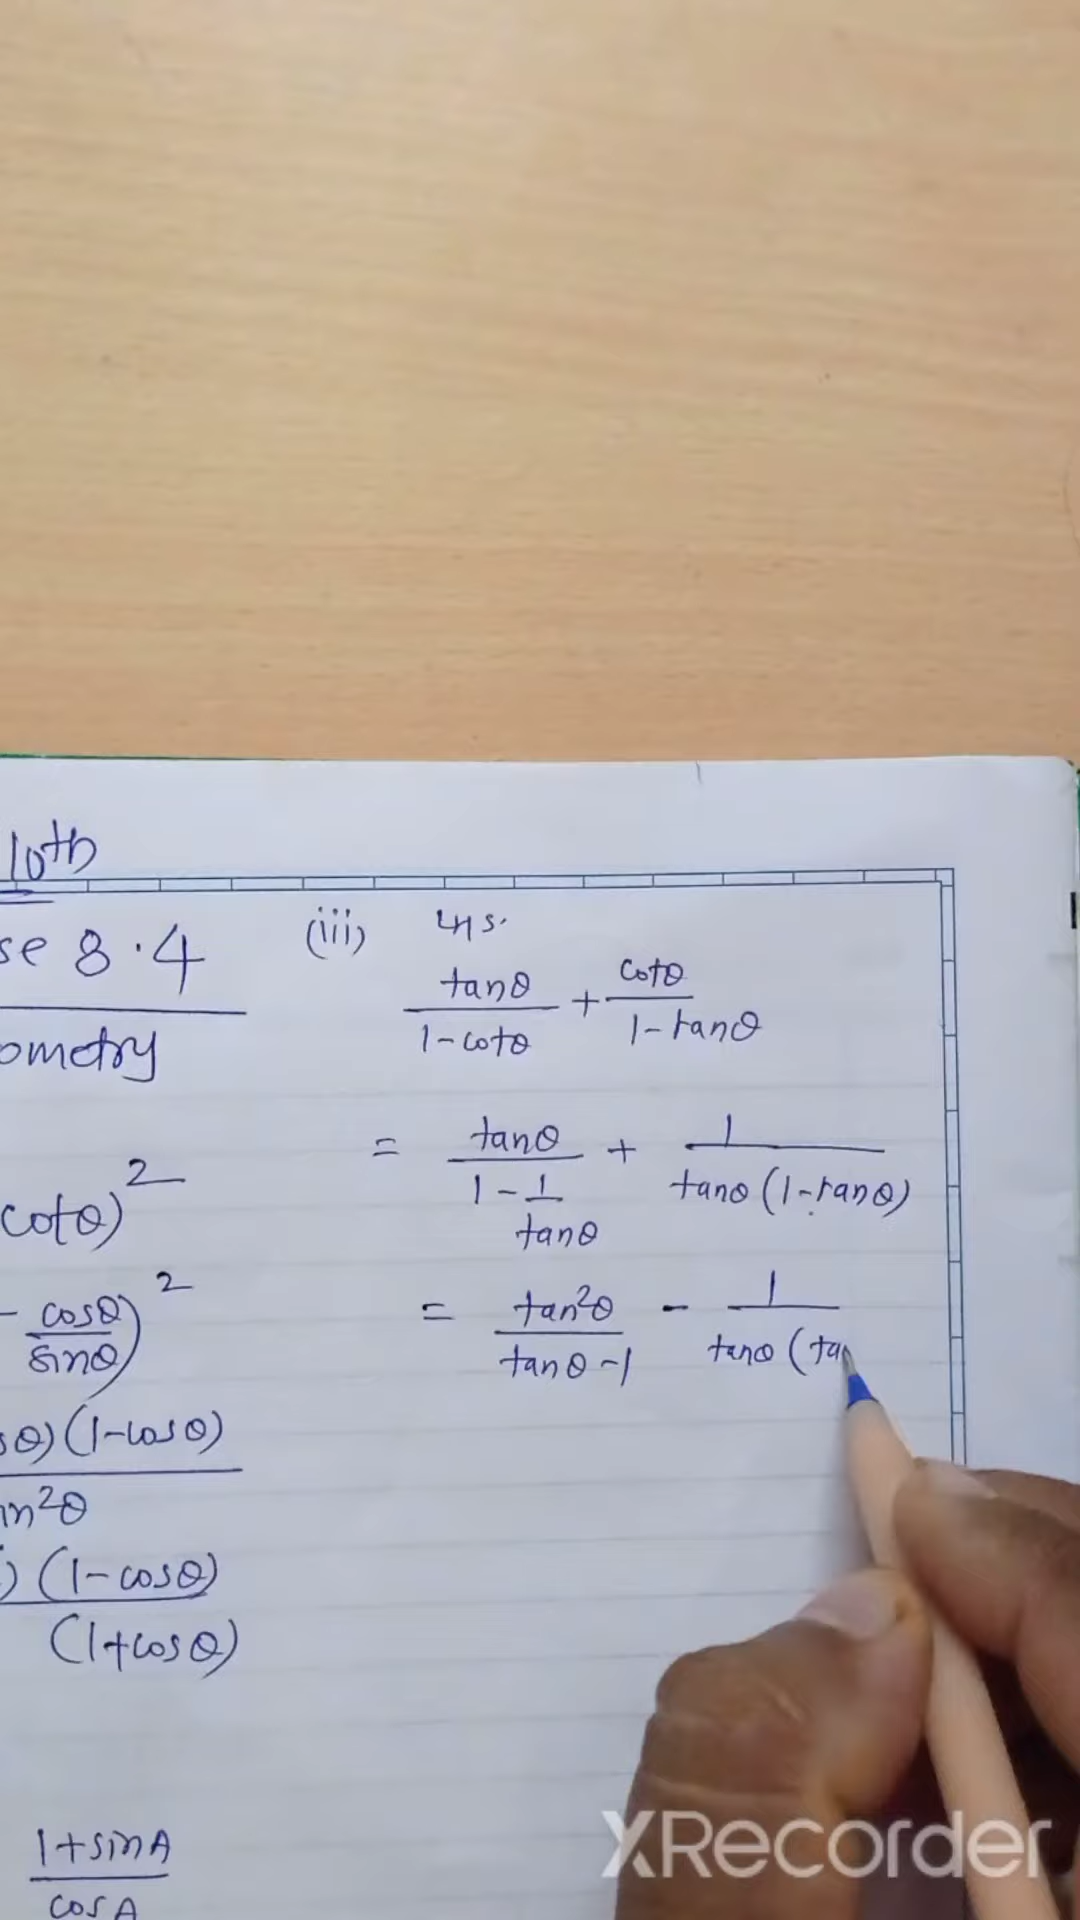 10th
se 8.4
ometry
cotθ)²
- cosθ/sinθ)²
sθ)(1-cosθ)
in²θ
) (1-cosθ)
(1+cosθ)
1+sinA
cosA
(iii) LHS.
tanθ/1-cotθ + cotθ/1-tanθ
= tanθ/1-1/tanθ + 1/tanθ(1-tanθ)
= tan²θ/tanθ-1 - 1/tanθ(ta
XRecorder